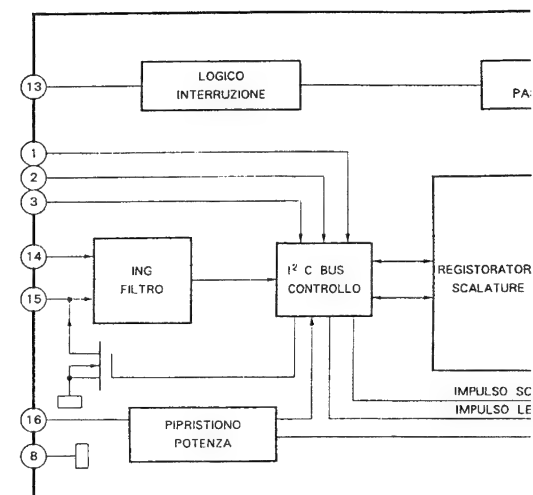 LOGICO
INTERRUZIONE
13
PA
1
2
3
14
15
ING
FILTRO
I² C BUS
CONTROLLO
REGISTORATOR
SCALATURE
IMPULSO SC
IMPULSO LE
16
PIPRISTIONO
POTENZA
8